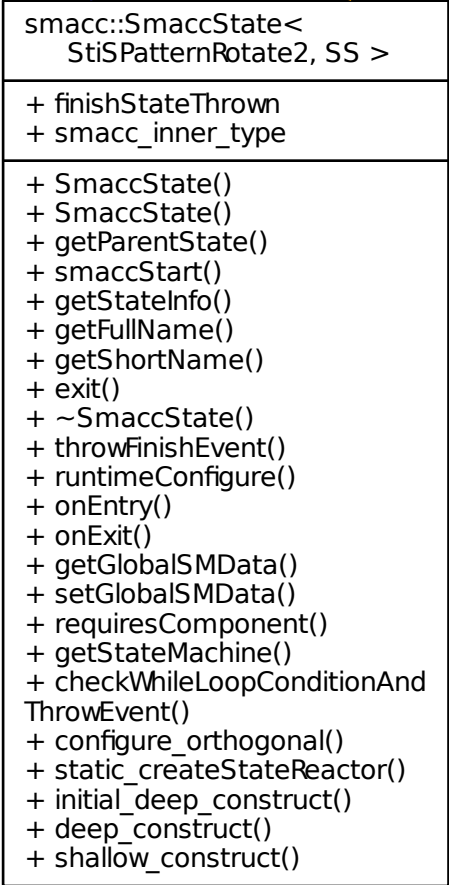 smacc::SmaccState<
StiSPatternRotate2, SS >
+ finishStateThrown
+ smacc_inner_type
+ SmaccState()
+ SmaccState()
+ getParentState()
+ smaccStart()
+ getStateInfo()
+ getFullName()
+ getShortName()
+ exit()
+ ~SmaccState()
+ throwFinishEvent()
+ runtimeConfigure()
+ onEntry()
+ onExit()
+ getGlobalSMData()
+ setGlobalSMData()
+ requiresComponent()
+ getStateMachine()
+ checkWhileLoopConditionAnd
ThrowEvent()
+ configure_orthogonal()
+ static_createStateReactor()
+ initial_deep_construct()
+ deep_construct()
+ shallow_construct()